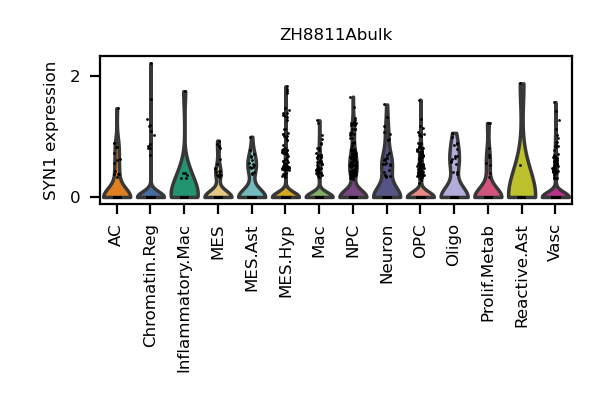 ZH8811Abulk
SYN1 expression
2
0
AC
Chromatin.Reg
Inflammatory.Mac
MES
MES.Ast
MES.Hyp
Mac
NPC
Neuron
OPC
Oligo
Prolif.Metab
Reactive.Ast
Vasc